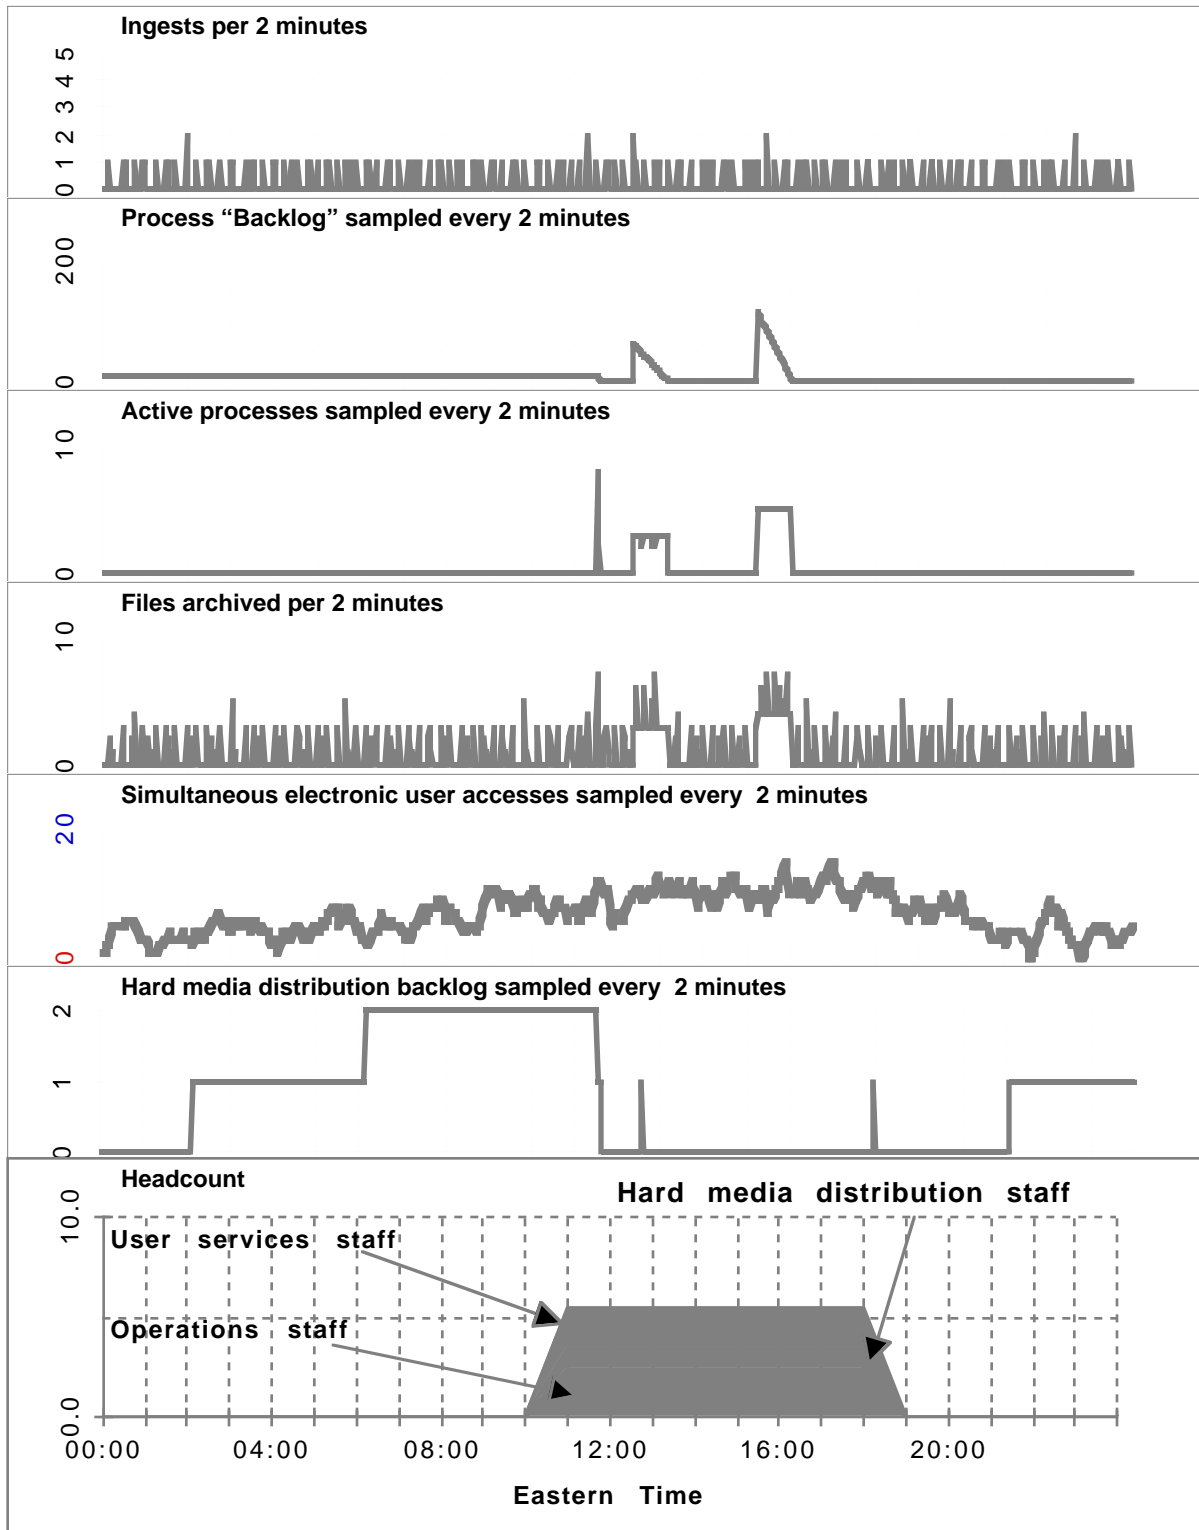 Ingests per 2 minutes
5
4
3
2
1
0
Process “Backlog” sampled every 2 minutes
200
0
Active processes sampled every 2 minutes
10
0
Files archived per 2 minutes
10
0
Simultaneous electronic user accesses sampled every 2 minutes
20
0
Hard media distribution backlog sampled every 2 minutes
2
1
0
Headcount
Hard media distribution staff
10.0
User services staff
Operations staff
0.0
00:00 04:00 08:00 12:00 16:00 20:00
Eastern Time